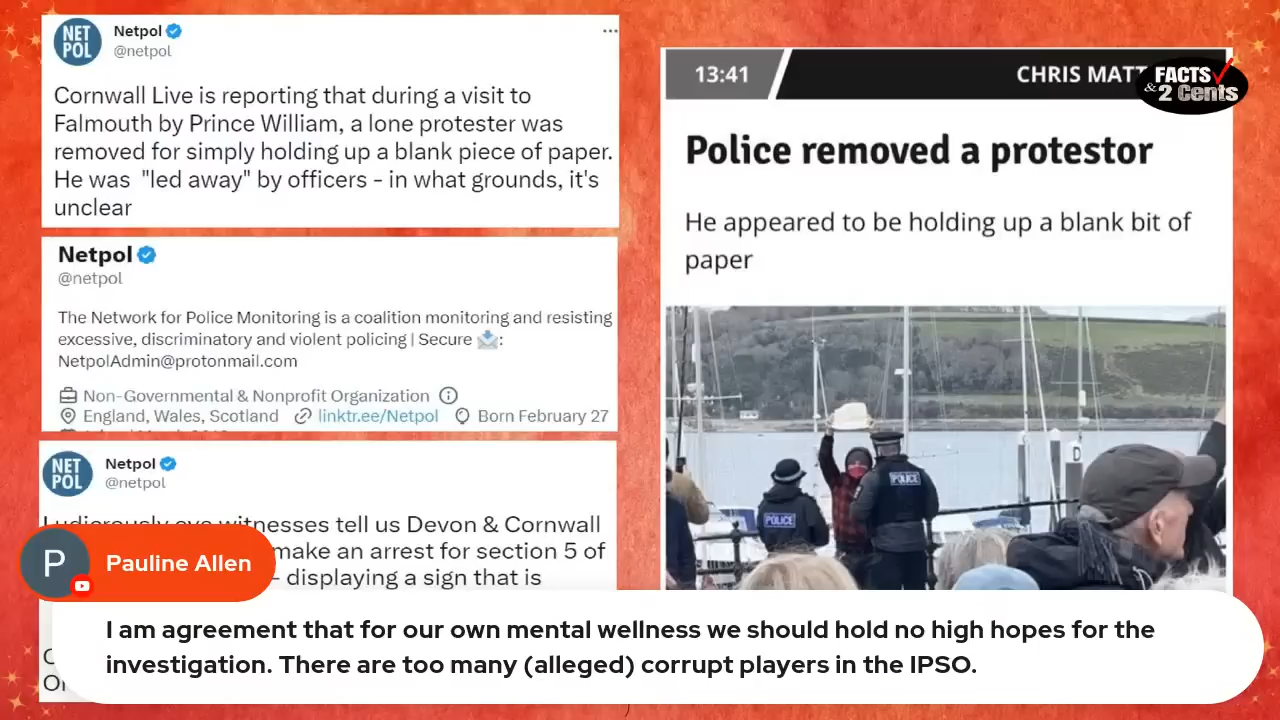 NET
POL
Netpol
@netpol
Cornwall Live is reporting that during a visit to
Falmouth by Prince William, a lone protester was
removed for simply holding up a blank piece of paper.
He was "led away" by officers - in what grounds, it's
unclear
Netpol
@netpol
The Network for Police Monitoring is a coalition monitoring and resisting
excessive, discriminatory and violent policing | Secure 📩:
NetpolAdmin@protonmail.com
Non-Governmental & Nonprofit Organization
England, Wales, Scotland linktr.ee/Netpol Born February 27
NET
POL
Netpol
@netpol
witnesses tell us Devon & Cornwall
make an arrest for section 5 of
- displaying a sign that is
13:41 CHRIS
FACTS
& 2 Cents
Police removed a protestor
He appeared to be holding up a blank bit of
paper
POLICE
POLICE
D
P
Pauline Allen
I am agreement that for our own mental wellness we should hold no high hopes for the
investigation. There are too many (alleged) corrupt players in the IPSO.